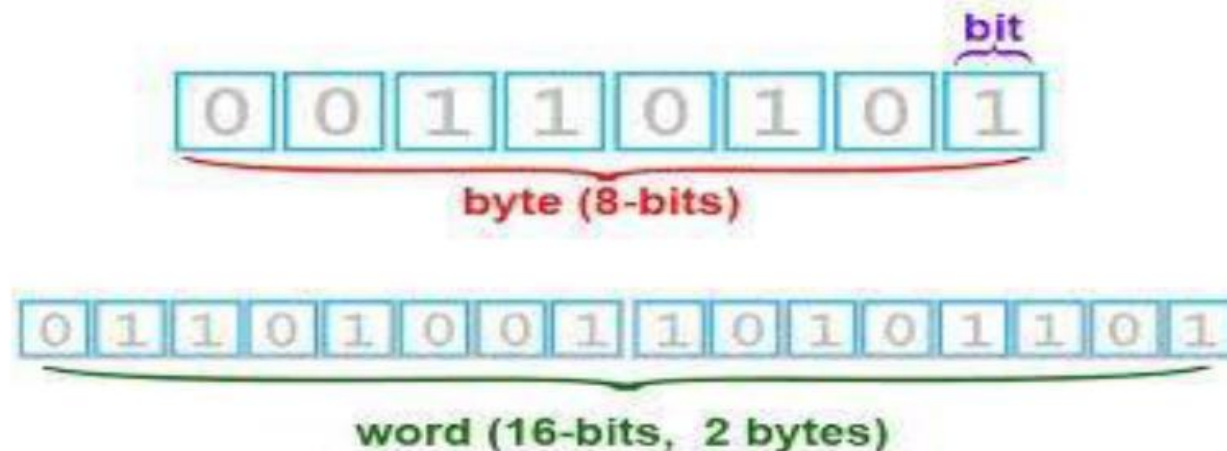 bit
0 0 1 1 0 1 0 1
byte (8-bits)
0 1 1 0 1 0 0 1 1 0 1 0 1 1 0 1
word (16-bits, 2 bytes)